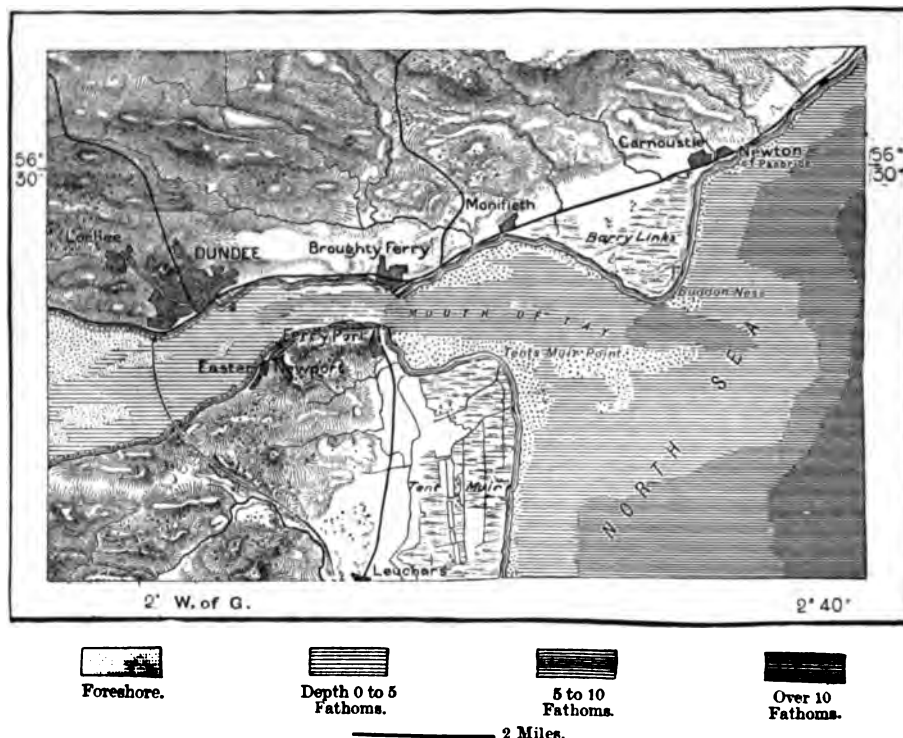 56°
30'
56°
30'
Carnoustie
Newton
of Panbride
Monifieth
Barry Links
Lochee
DUNDEE
Broughty Ferry
Buddon Ness
MOUTH OF TAY
Ferry Port
Tents Muir Point
Easter Newport
NORTH SEA
Tent Muir
Leuchars
2° W. of G.
2° 40'
Foreshore.
Depth 0 to 5
Fathoms.
5 to 10
Fathoms.
Over 10
Fathoms.
2 Miles.